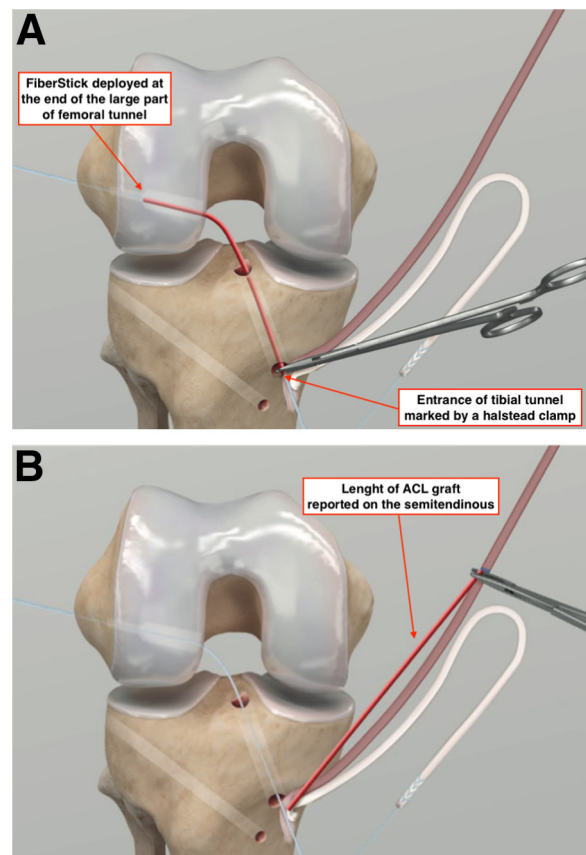 A
FiberStick deployed at
the end of the large part
of femoral tunnel
Entrance of tibial tunnel
marked by a halstead clamp
B
Lenght of ACL graft
reported on the semitendinous